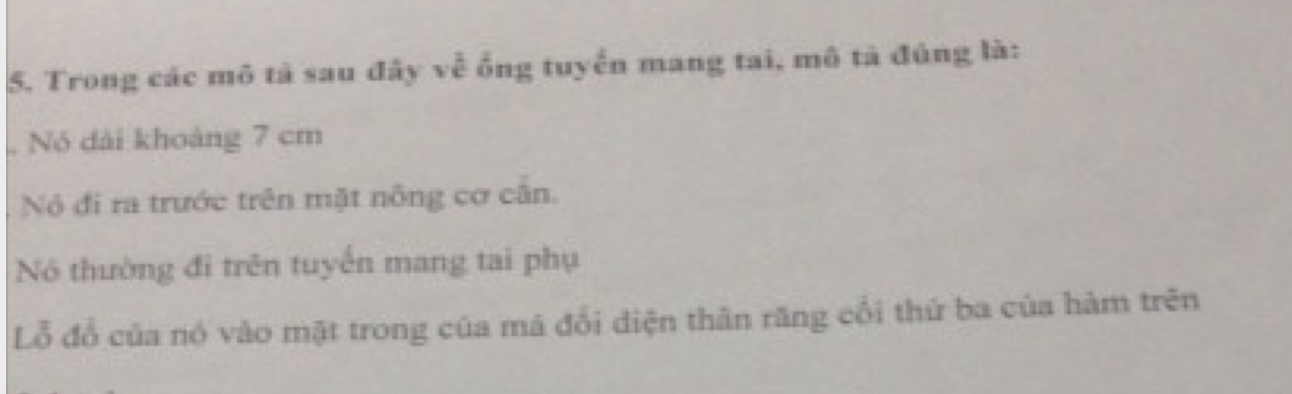 5. Trong các mô tả sau đây về ống tuyến mang tai, mô tả đúng là:
. Nó dài khoảng 7 cm
. Nó đi ra trước trên mặt nông cơ cắn.
Nó thường đi trên tuyến mang tai phụ
Lỗ đổ của nó vào mặt trong của má đối diện thân răng cối thứ ba của hàm trên